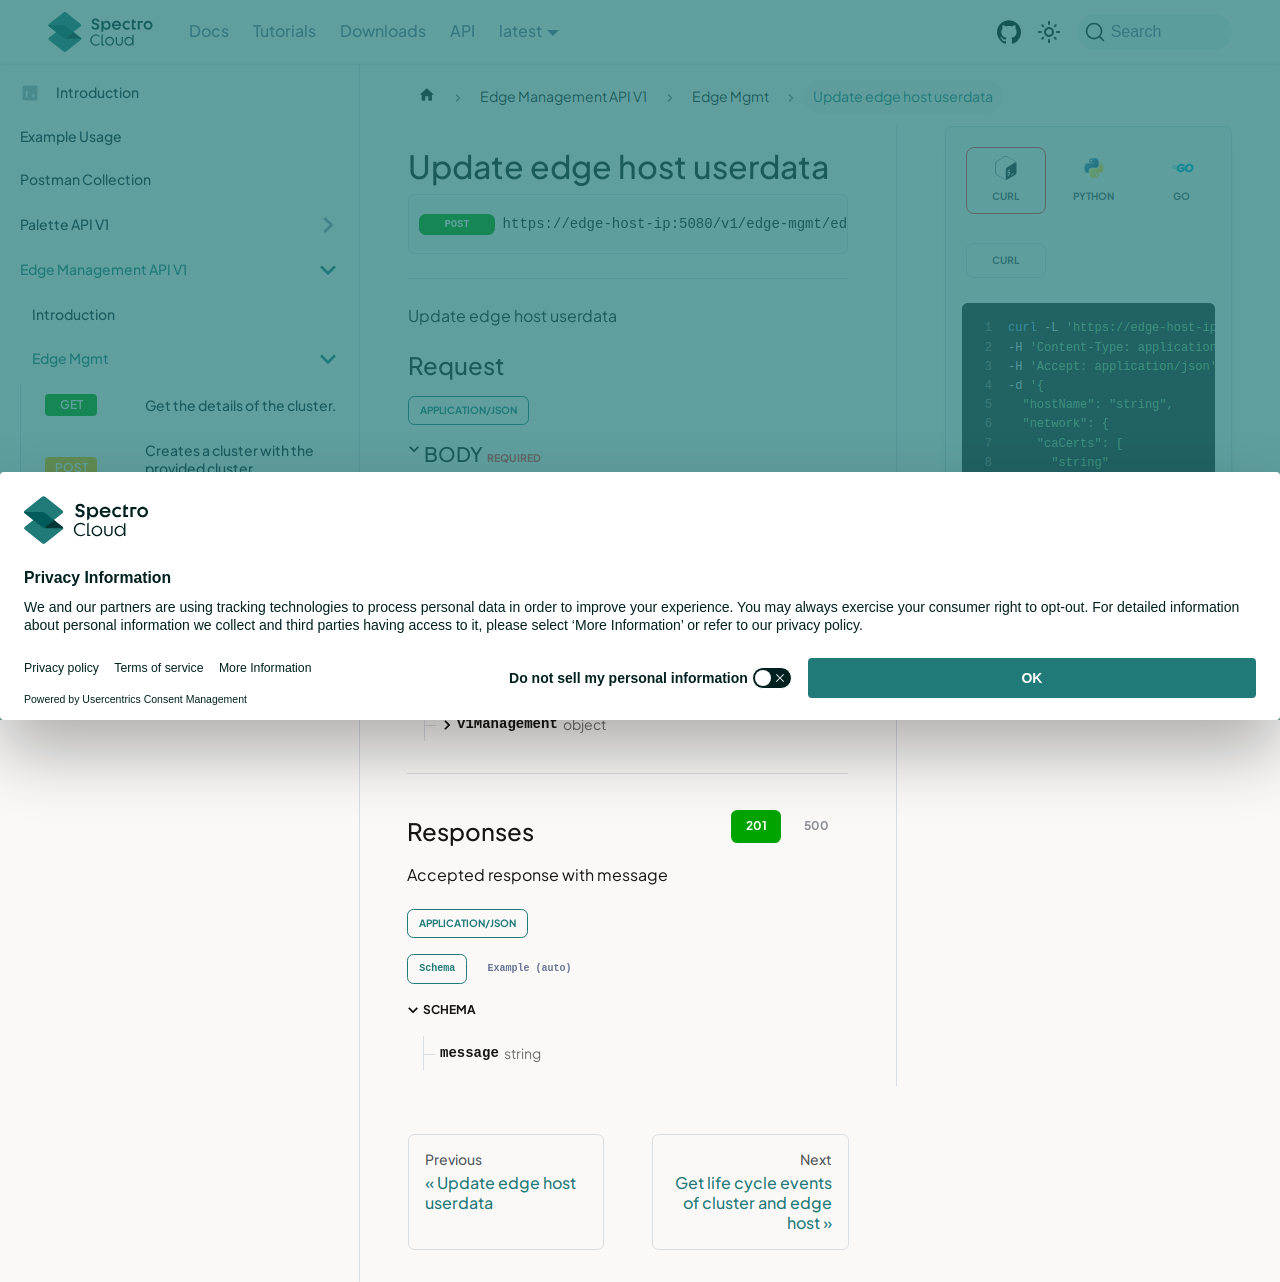 Spectro Cloud
Docs
Tutorials
Downloads
API
latest
Search
Introduction
Example Usage
Postman Collection
Palette API V1
Edge Management API V1
Introduction
Edge Mgmt
GET Get the details of the cluster.
POST Creates a cluster with the
provided cluster
Edge Management API V1
Edge Mgmt
Update edge host userdata
Update edge host userdata
POST https://edge-host-ip:5080/v1/edge-mgmt/ed
Update edge host userdata
Request
APPLICATION/JSON
BODY REQUIRED
CURL
PYTHON
GO
CURL
1 curl -L 'https://edge-host-ip
2 -H 'Content-Type: application
3 -H 'Accept: application/json'
4 -d '{
5 "hostName": "string",
6 "network": {
7 "caCerts": [
8 "string"
Spectro
Cloud
Privacy Information
We and our partners are using tracking technologies to process personal data in order to improve your experience. You may always exercise your consumer right to opt-out. For detailed information
about personal information we collect and third parties having access to it, please select ‘More Information’ or refer to our privacy policy.
Privacy policy
Terms of service
More Information
Powered by Usercentrics Consent Management
Do not sell my personal information
OK
v1Management object
Responses
201
500
Accepted response with message
APPLICATION/JSON
Schema
Example (auto)
SCHEMA
message string
Previous
« Update edge host
userdata
Next
Get life cycle events
of cluster and edge
host »